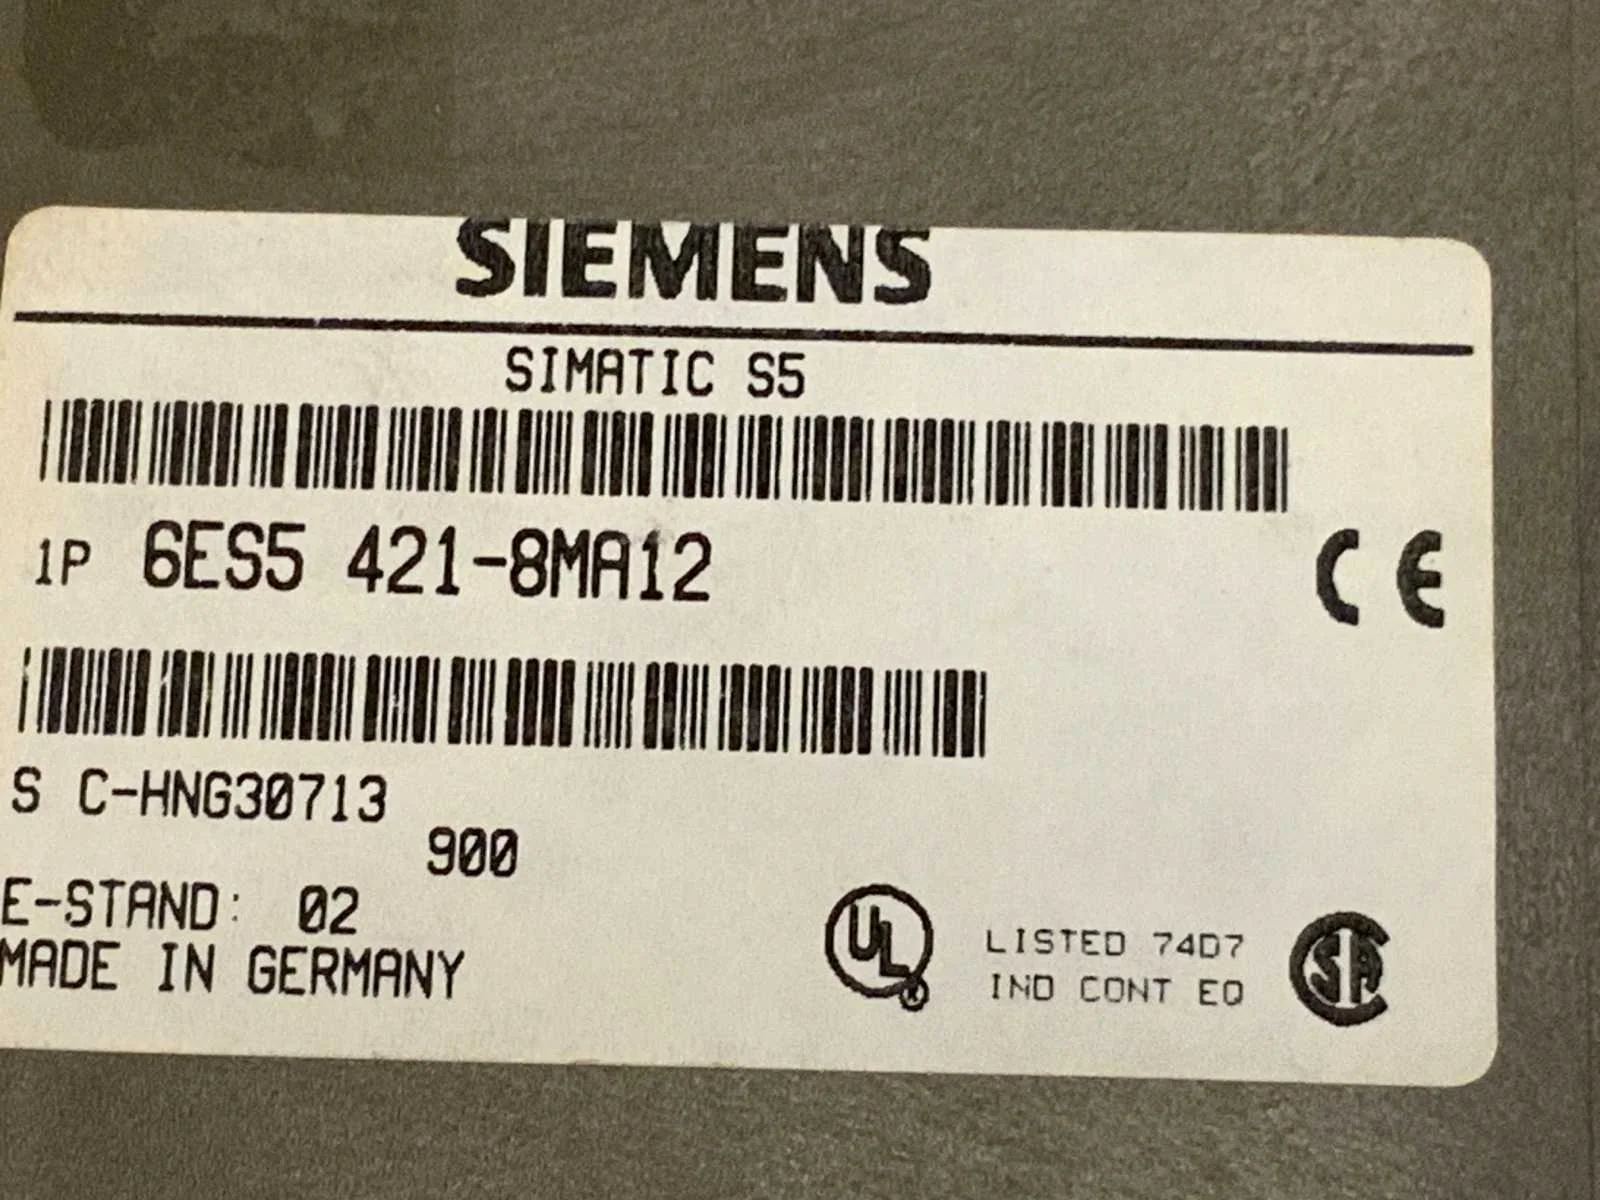 SIEMENS
SIMATIC S5
1P 6ES5 421-8MA12
CE
S C-HNG30713
900
E-STAND: 02
MADE IN GERMANY
UL ®
LISTED 74D7
IND CONT EQ
SA